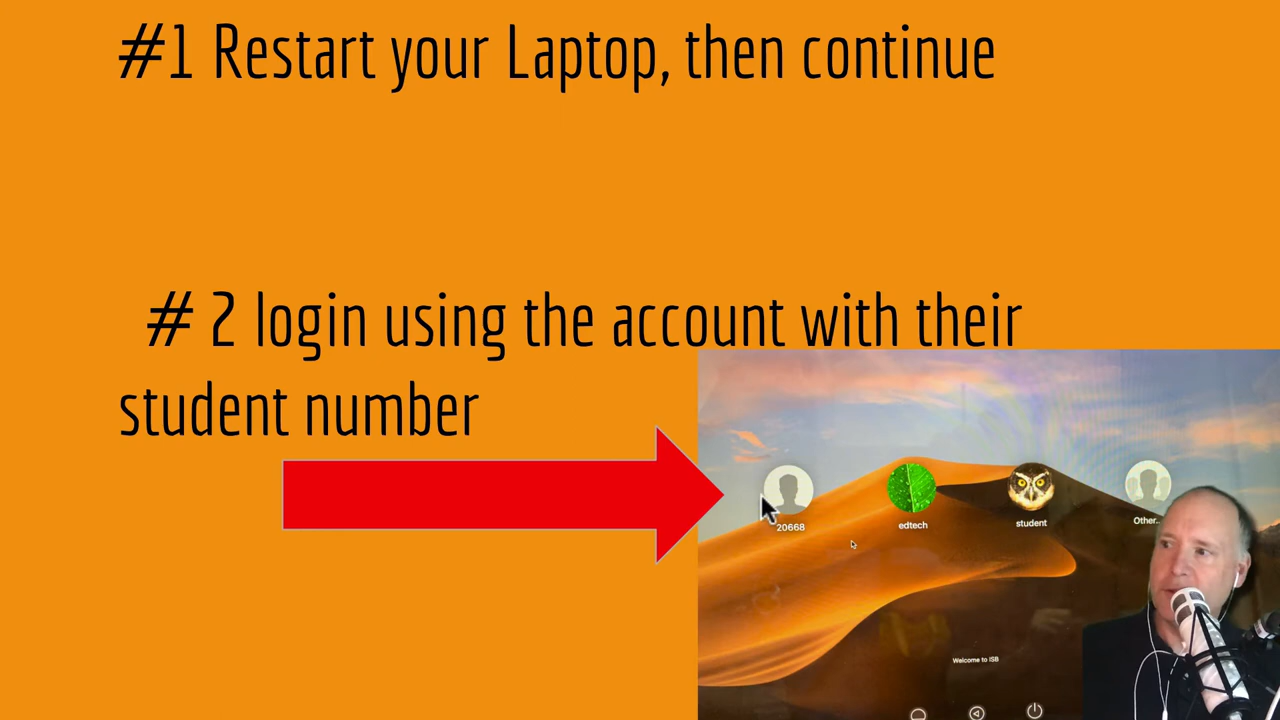 #1 Restart your Laptop, then continue
# 2 login using the account with their
student number
20668
edtech
student
Other..
Welcome to ISB